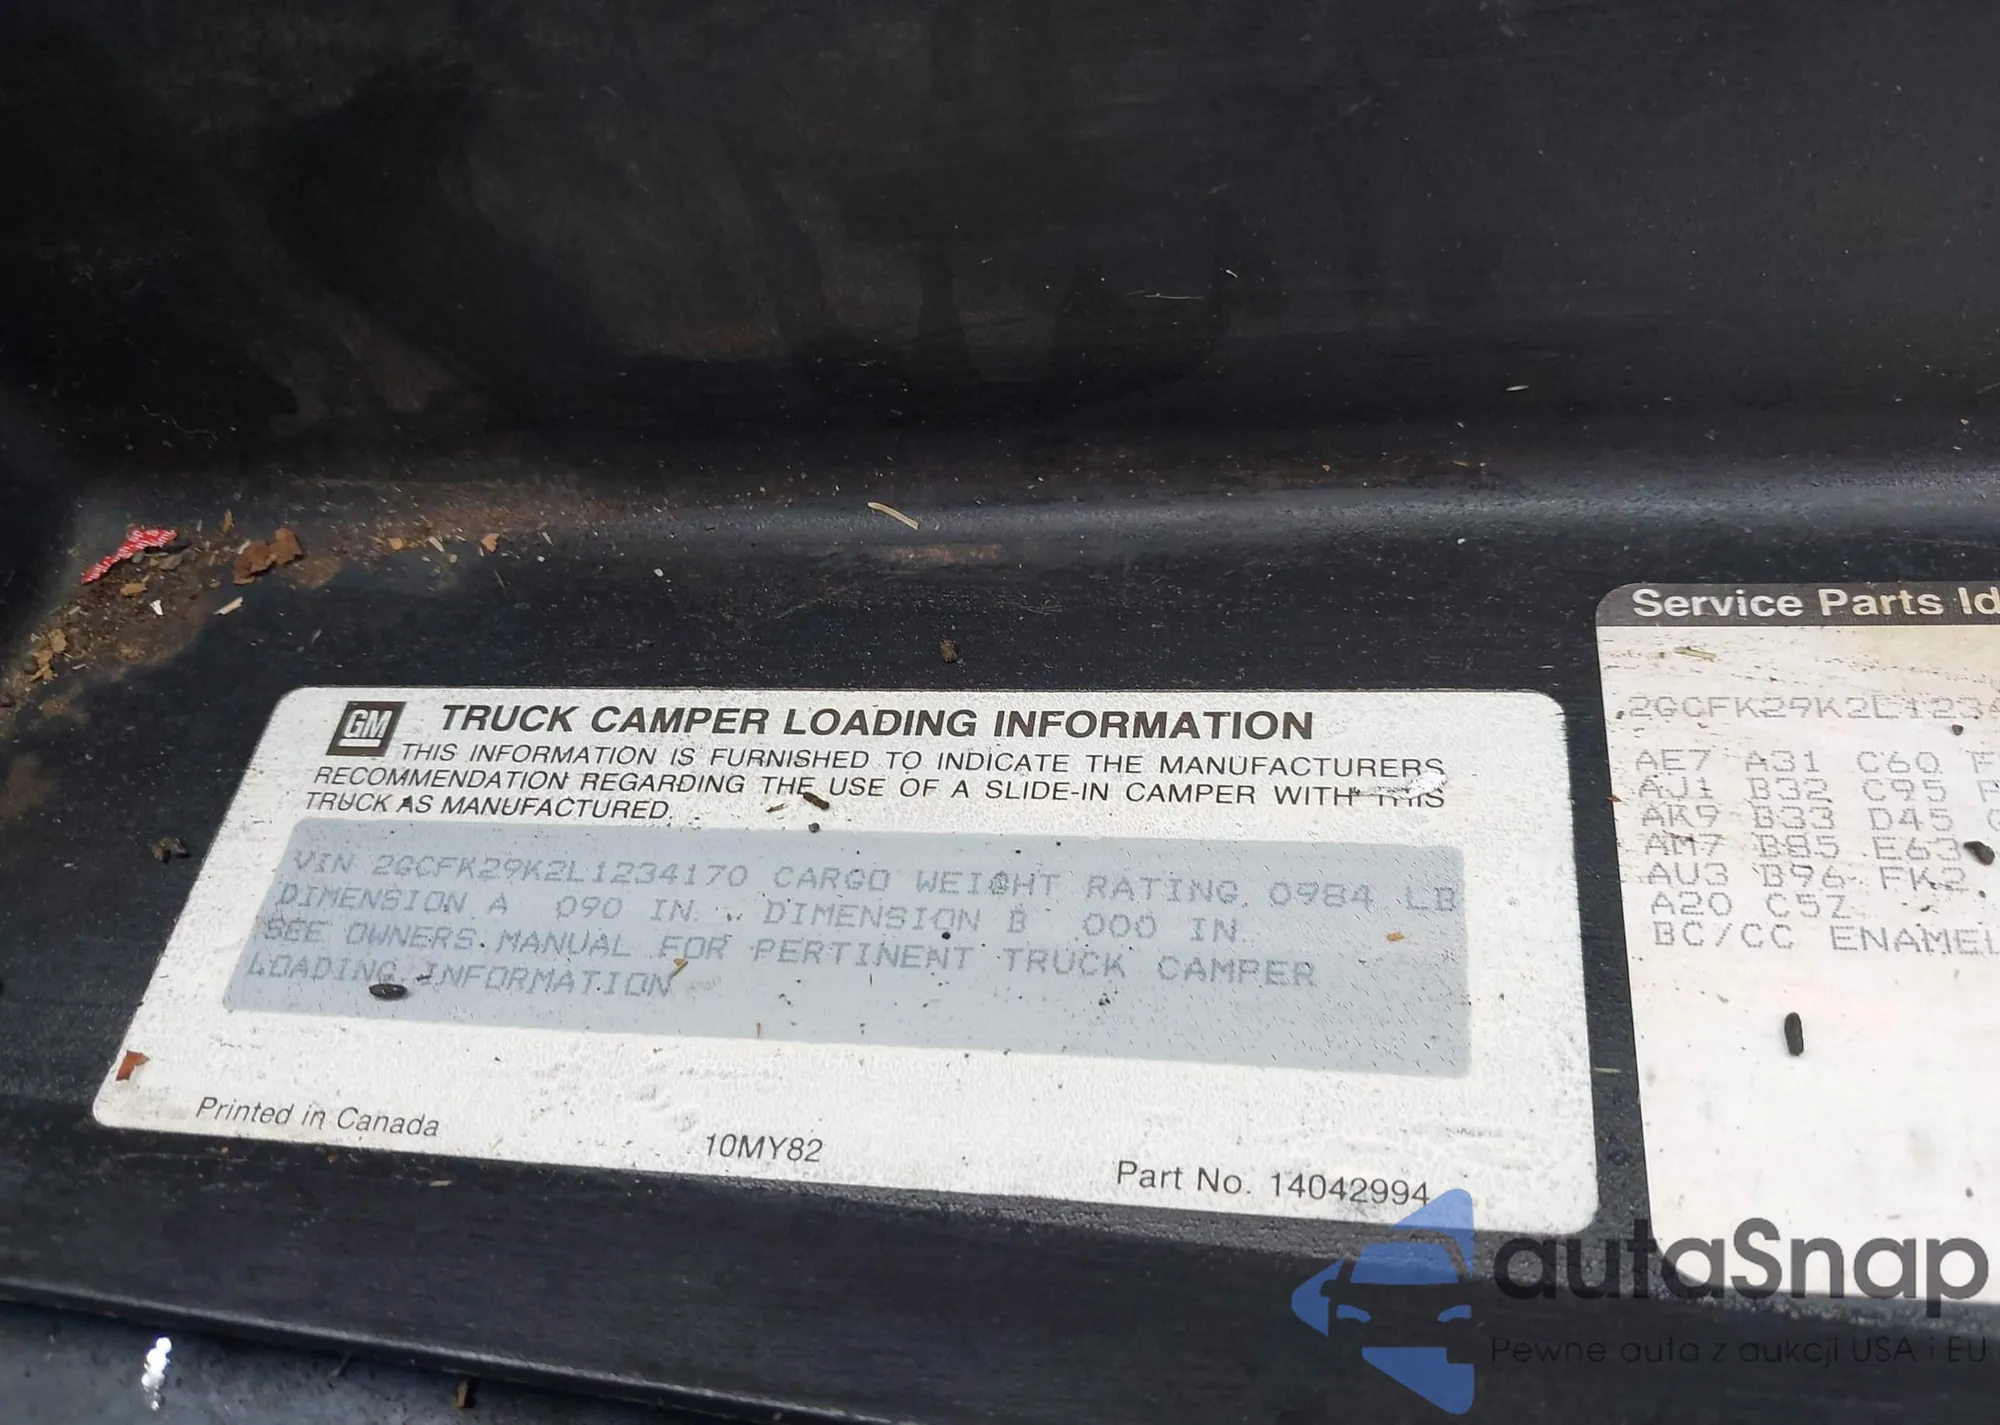 GM TRUCK CAMPER LOADING INFORMATION
THIS INFORMATION IS FURNISHED TO INDICATE THE MANUFACTURERS
RECOMMENDATION REGARDING THE USE OF A SLIDE-IN CAMPER WITH THIS
TRUCK AS MANUFACTURED.
VIN 2GCFK29K2L1234170 CARGO WEIGHT RATING 0984 LB
DIMENSION A 090 IN. DIMENSION B 000 IN.
SEE OWNERS MANUAL FOR PERTINENT TRUCK CAMPER
LOADING INFORMATION
Printed in Canada
10MY82
Part No. 14042994
Service Parts Id
2GCFK29K2L1234
AE7 A31 C60 F
AJ1 B32 C95
AK9 B33 D45
AM7 B85 E63
AU3 B96 FK2
A20 C5Z
BC/CC ENAMEL
autaSnap
Pewne auta z aukcji USA i EU